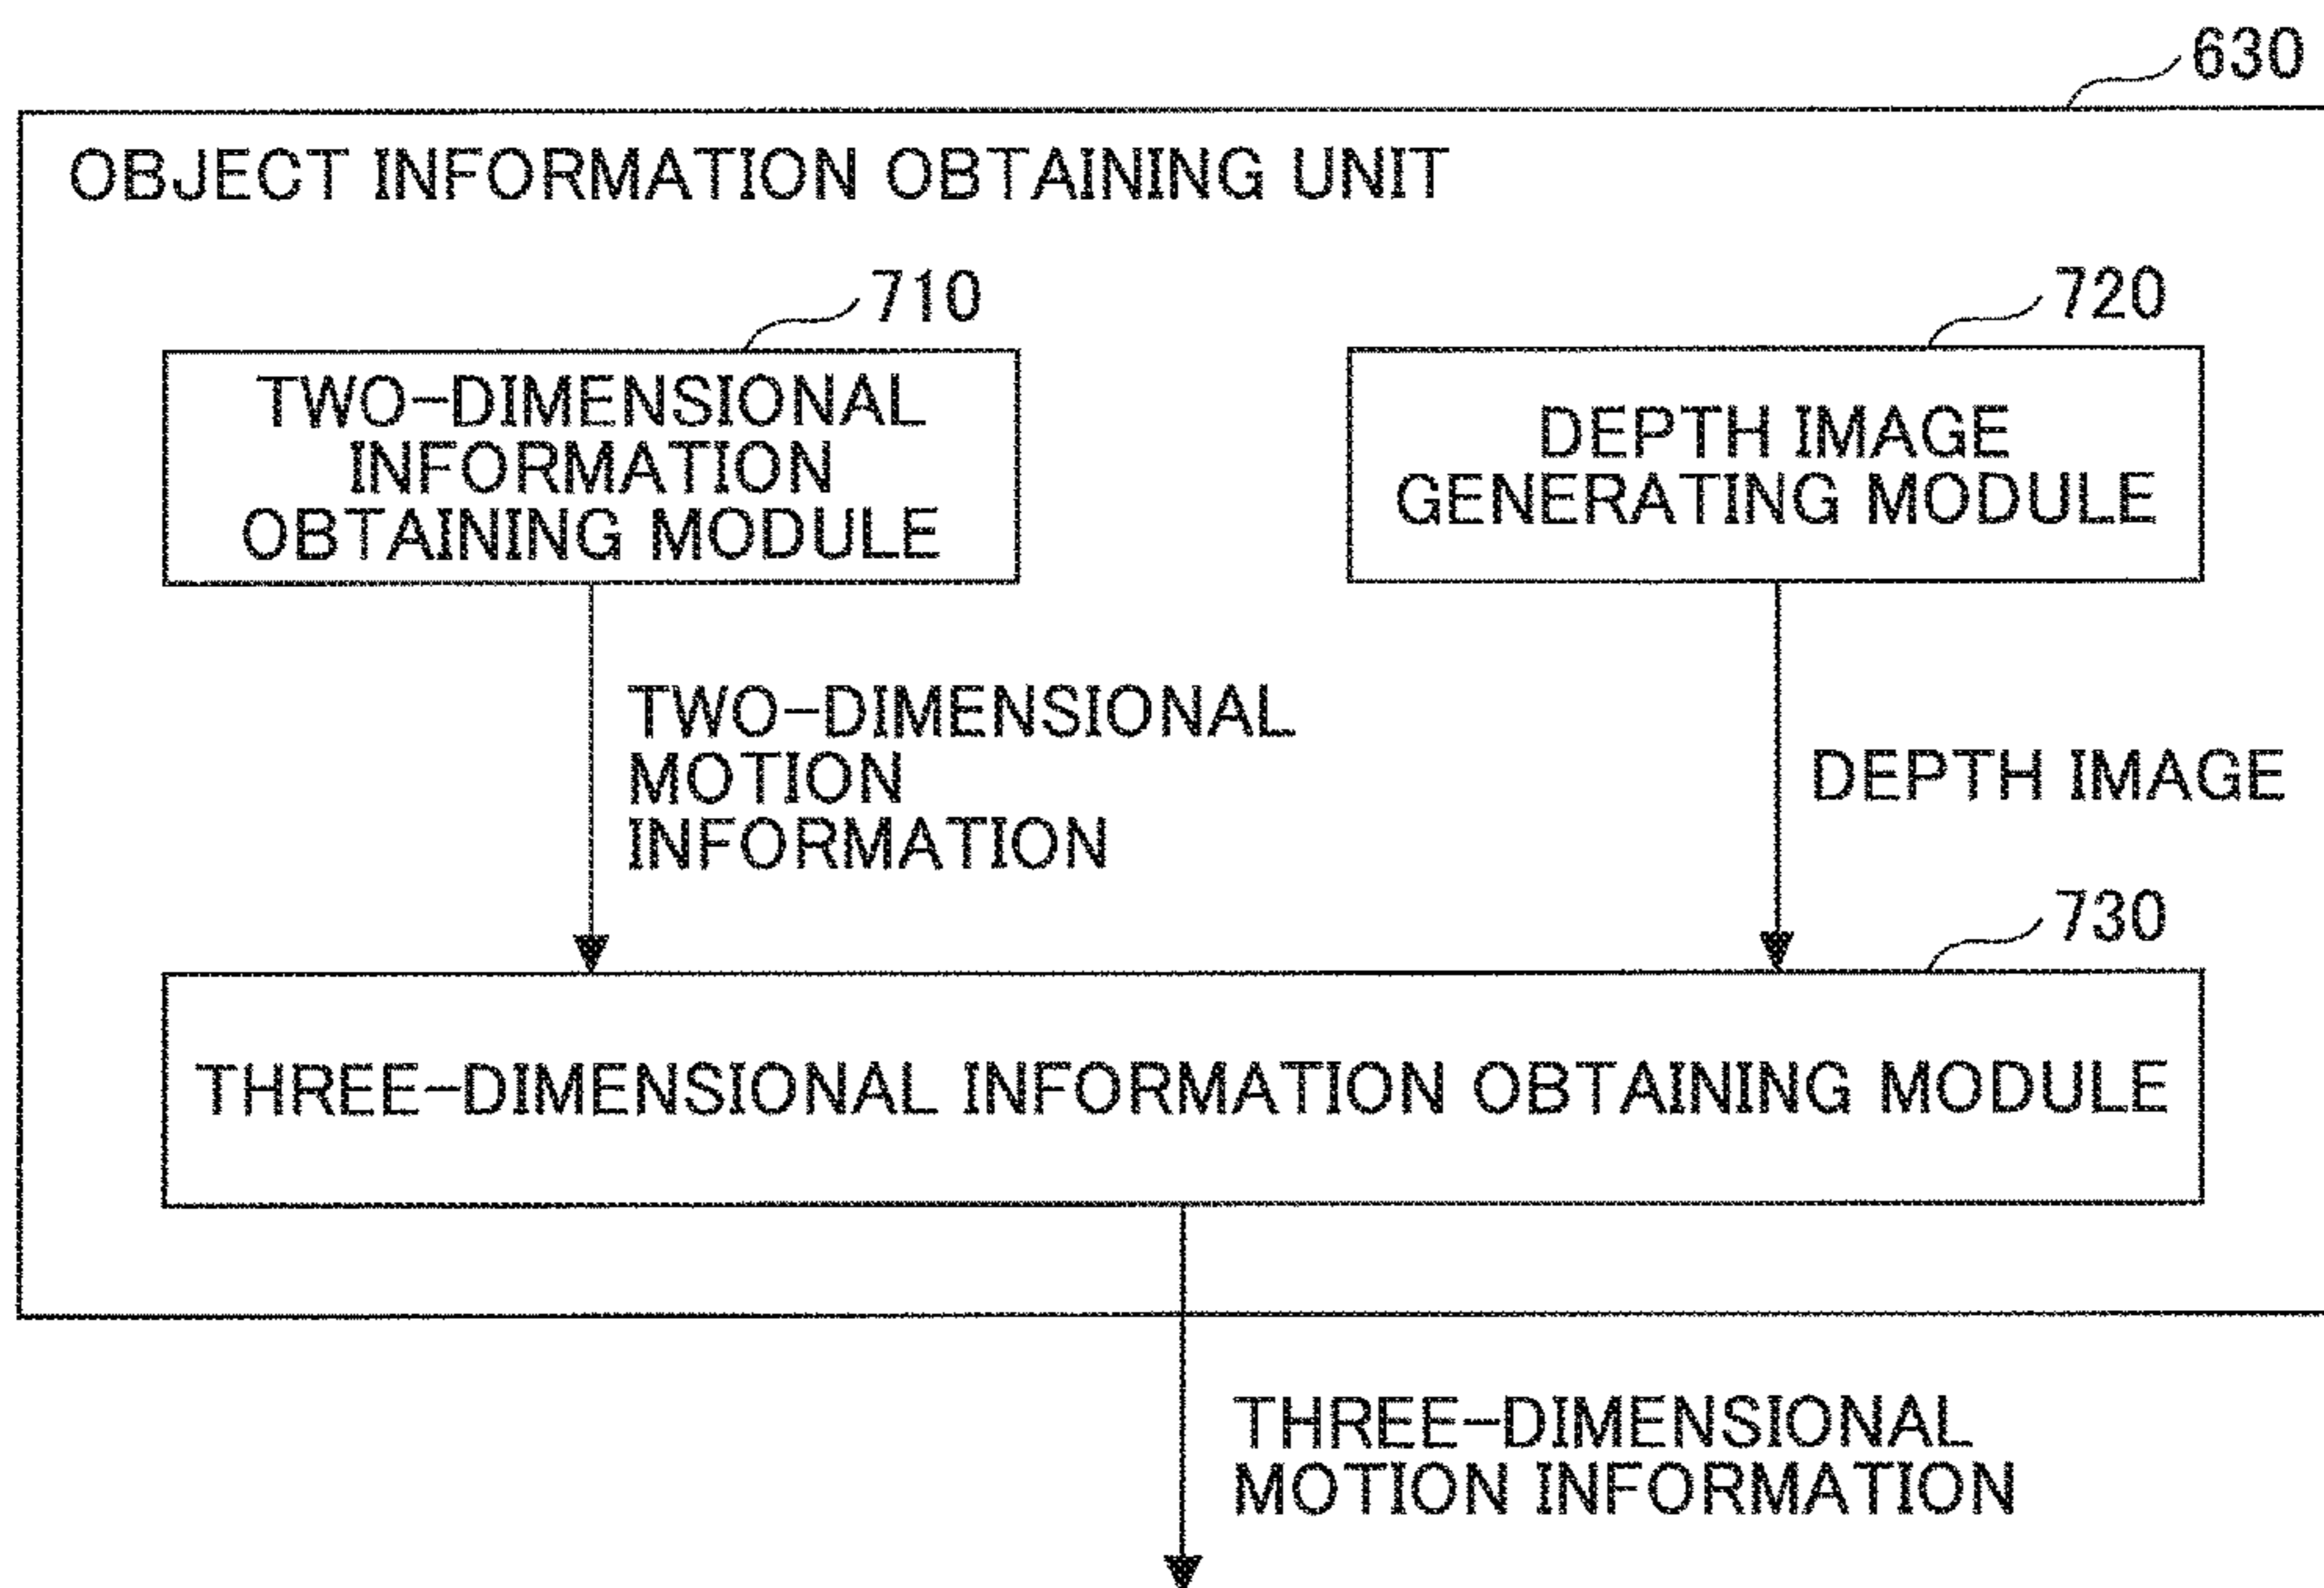 630
OBJECT INFORMATION OBTAINING UNIT
710
720
TWO-DIMENSIONAL
INFORMATION
OBTAINING MODULE
DEPTH IMAGE
GENERATING MODULE
TWO-DIMENSIONAL
MOTION
INFORMATION
DEPTH IMAGE
730
THREE-DIMENSIONAL INFORMATION OBTAINING MODULE
THREE-DIMENSIONAL
MOTION INFORMATION